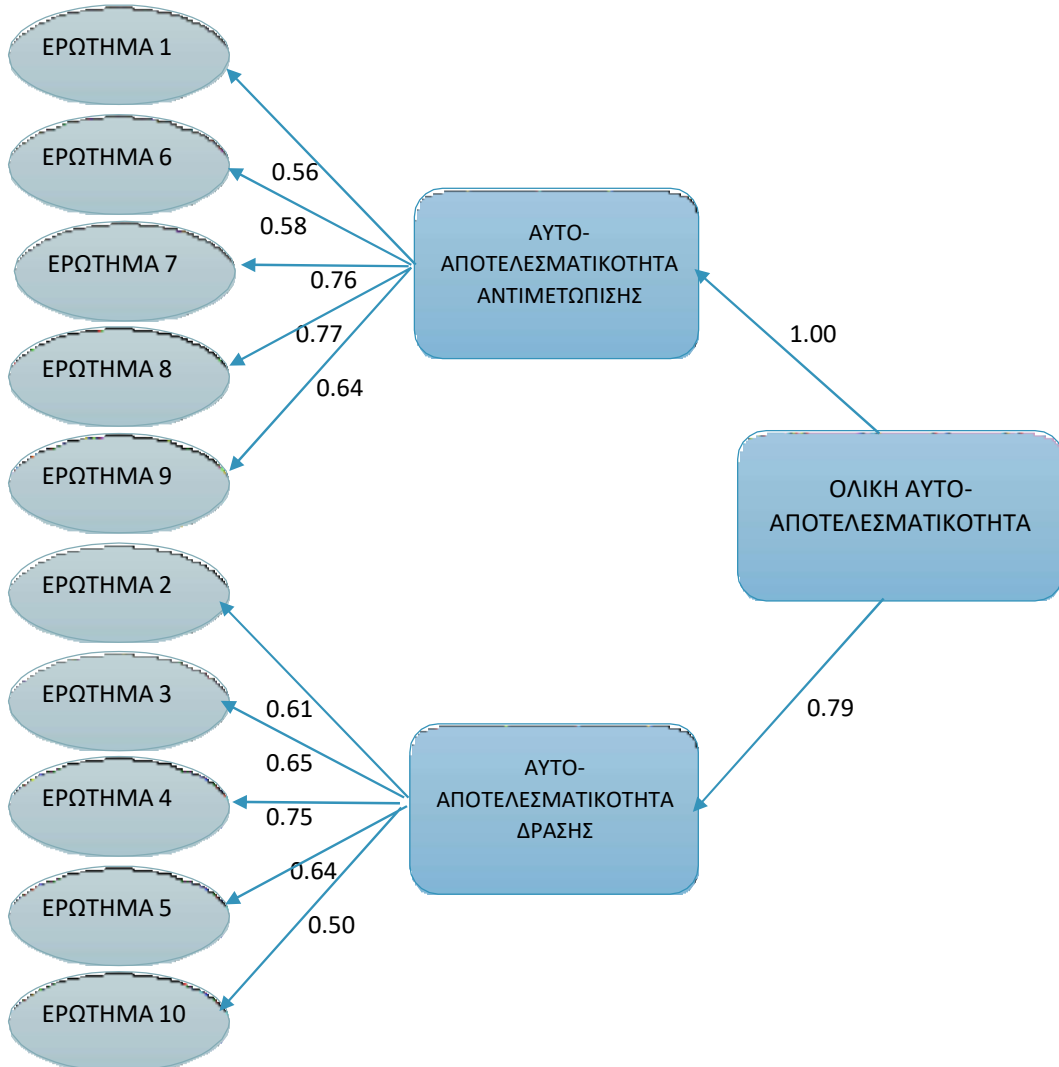 ΕΡΩΤΗΜΑ 1
ΕΡΩΤΗΜΑ 6
ΕΡΩΤΗΜΑ 7
ΕΡΩΤΗΜΑ 8
ΕΡΩΤΗΜΑ 9
0.56
0.58
0.76
0.77
0.64
ΑΥΤΟ-
ΑΠΟΤΕΛΕΣΜΑΤΙΚΟΤΗΤΑ
ΑΝΤΙΜΕΤΩΠΙΣΗΣ
1.00
ΟΛΙΚΗ ΑΥΤΟ-
ΑΠΟΤΕΛΕΣΜΑΤΙΚΟΤΗΤΑ
0.79
ΕΡΩΤΗΜΑ 2
ΕΡΩΤΗΜΑ 3
ΕΡΩΤΗΜΑ 4
ΕΡΩΤΗΜΑ 5
ΕΡΩΤΗΜΑ 10
0.61
0.65
0.75
0.64
0.50
ΑΥΤΟ-
ΑΠΟΤΕΛΕΣΜΑΤΙΚΟΤΗΤΑ
ΔΡΑΣΗΣ